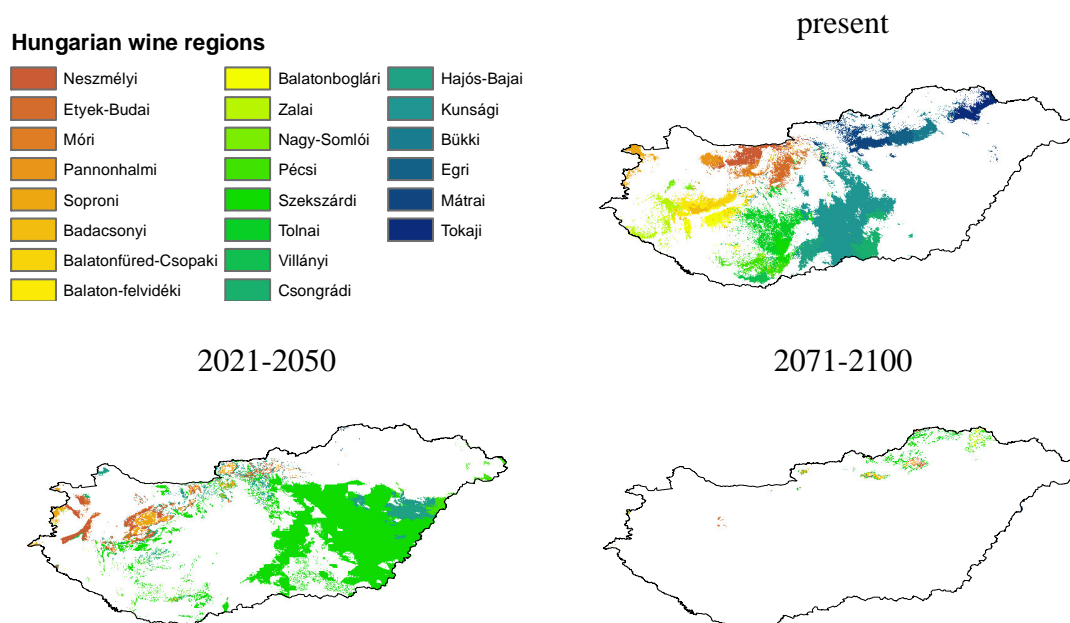 present
Hungarian wine regions
Neszmélyi
Etyek-Budai
Móri
Pannonhalmi
Soproni
Badacsonyi
Balatonfüred-Csopaki
Balaton-felvidéki
Balatonboglári
Zalai
Nagy-Somlói
Pécsi
Szekszárdi
Tolnai
Villányi
Csongrádi
Hajós-Bajai
Kunsági
Bükki
Egri
Mátrai
Tokaji
2021-2050
2071-2100